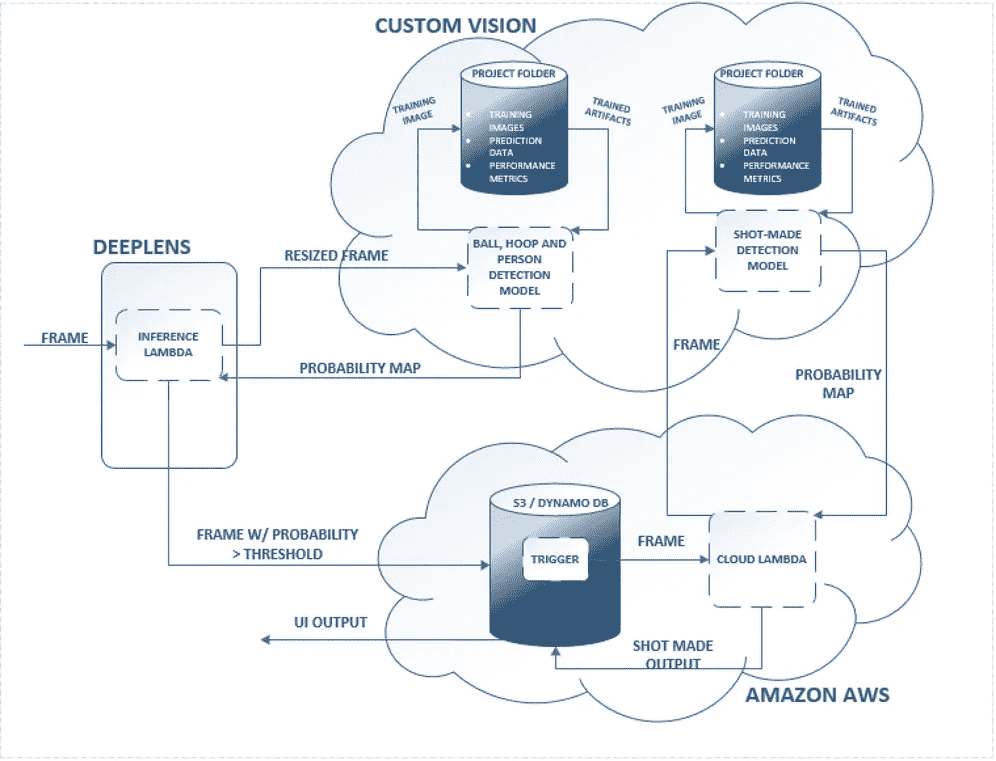 CUSTOM VISION
PROJECT FOLDER
TRAINING
IMAGE
TRAINED
ARTIFACTS
• TRAINING
IMAGES
• PREDICTION
DATA
• PERFORMANCE
METRICS
PROJECT FOLDER
TRAINING
IMAGE
TRAINED
ARTIFACTS
• TRAINING
IMAGES
• PREDICTION
DATA
• PERFORMANCE
METRICS
DEEPLENS
RESIZED FRAME
BALL, HOOP AND
PERSON
DETECTION
MODEL
SHOT-MADE
DETECTION
MODEL
FRAME
INFERENCE
LAMBDA
PROBABILITY MAP
FRAME
PROBABILITY
MAP
S3 / DYNAMO DB
FRAME W/ PROBABILITY
> THRESHOLD
TRIGGER
FRAME
CLOUD LAMBDA
UI OUTPUT
SHOT MADE
OUTPUT
AMAZON AWS